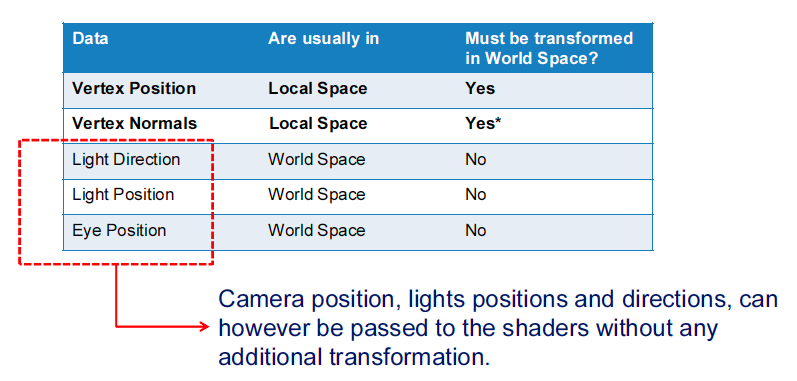 Data Are usually in Must be transformed
in World Space?
Vertex Position Local Space Yes
Vertex Normals Local Space Yes*
Light Direction World Space No
Light Position World Space No
Eye Position World Space No
Camera position, lights positions and directions, can
however be passed to the shaders without any
additional transformation.